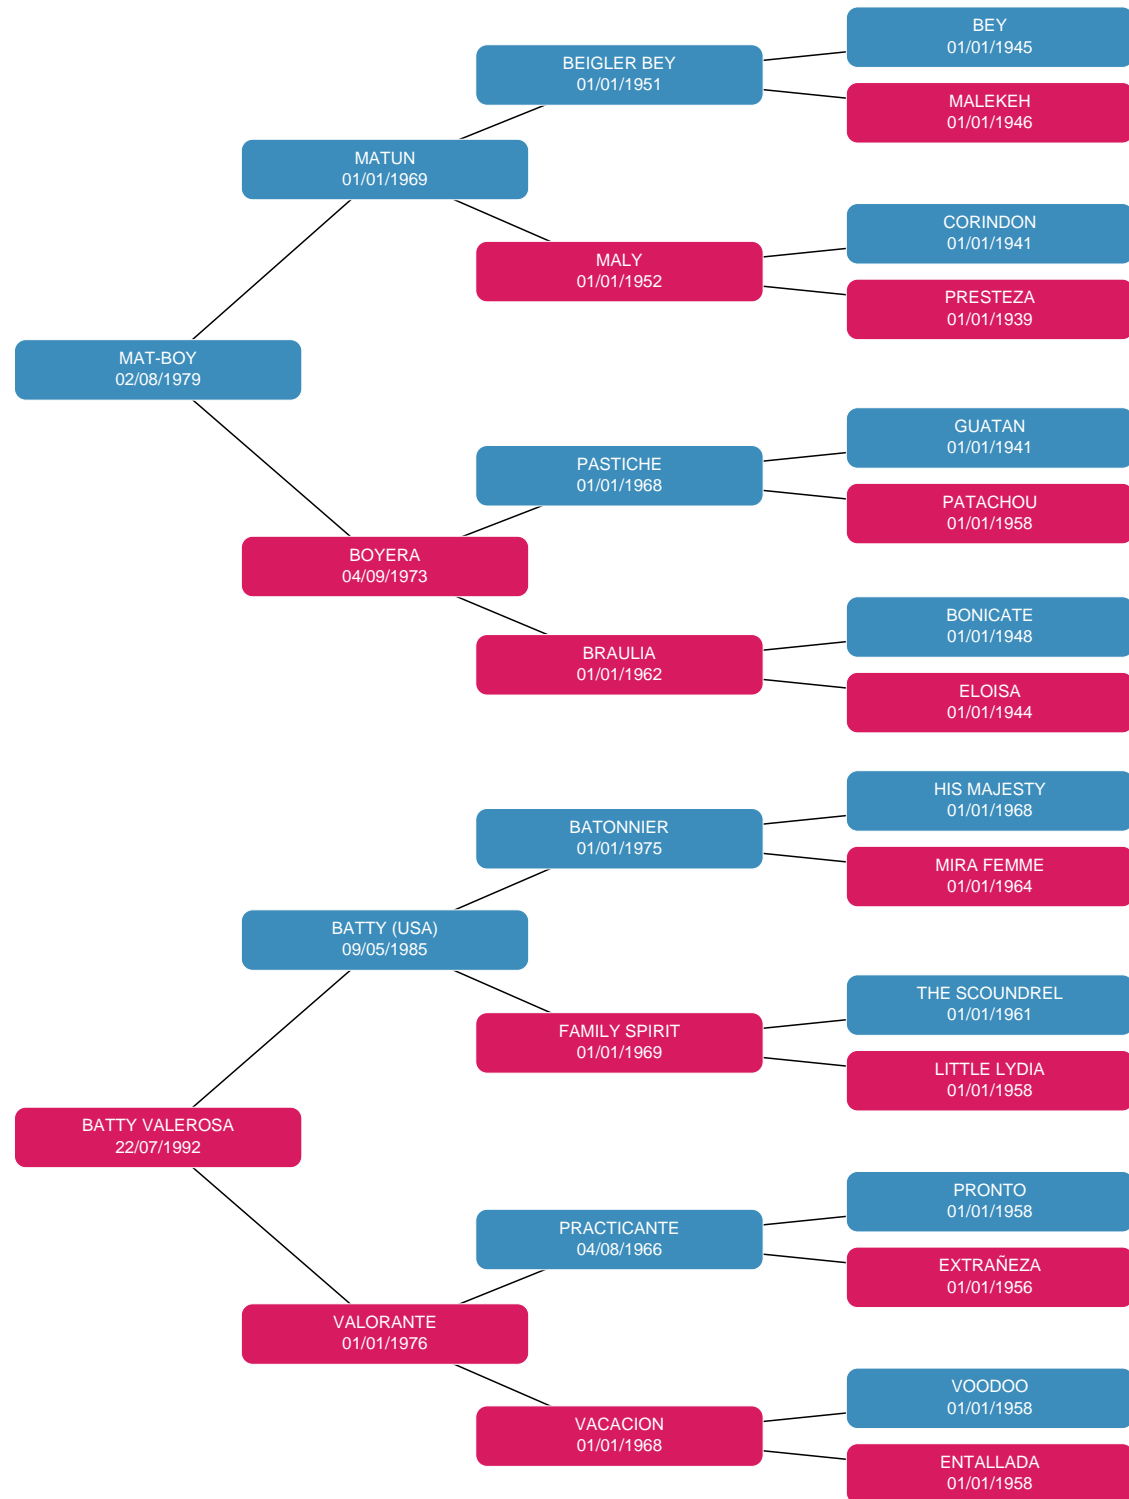 BEY
01/01/1945
BEIGLER BEY
01/01/1951
MALEKEH
01/01/1946
MATUN
01/01/1969
CORINDON
01/01/1941
MALY
01/01/1952
PRESTEZA
01/01/1939
MAT-BOY
02/08/1979
GUATAN
01/01/1941
PASTICHE
01/01/1968
PATACHOU
01/01/1958
BOYERA
04/09/1973
BONICATE
01/01/1948
BRAULIA
01/01/1962
ELOISA
01/01/1944
HIS MAJESTY
01/01/1968
BATONNIER
01/01/1975
MIRA FEMME
01/01/1964
BATTY (USA)
09/05/1985
THE SCOUNDREL
01/01/1961
FAMILY SPIRIT
01/01/1969
LITTLE LYDIA
01/01/1958
BATTY VALEROSA
22/07/1992
PRONTO
01/01/1958
PRACTICANTE
04/08/1966
EXTRAÑEZA
01/01/1956
VALORANTE
01/01/1976
VOODOO
01/01/1958
VACACION
01/01/1968
ENTALLADA
01/01/1958